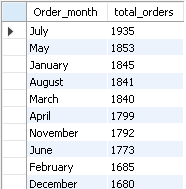 Order_month total_orders
July 1935
May 1853
January 1845
August 1841
March 1840
April 1799
November 1792
June 1773
February 1685
December 1680